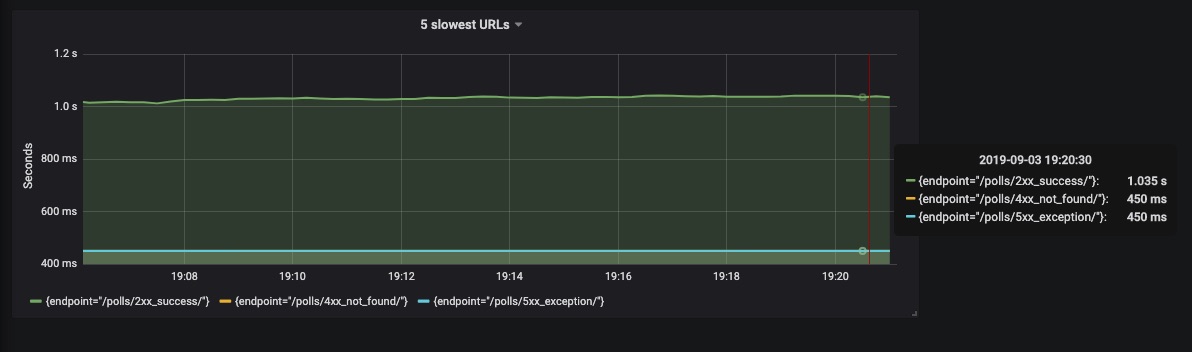 5 slowest URLs
1.2 s
1.0 s
800 ms
600 ms
400 ms
Seconds
19:08 19:10 19:12 19:14 19:16 19:18 19:20
{endpoint="/polls/2xx_success/"} {endpoint="/polls/4xx_not_found/"} {endpoint="/polls/5xx_exception/"}
2019-09-03 19:20:30
{endpoint="/polls/2xx_success/"}: 1.035 s
{endpoint="/polls/4xx_not_found/"}: 450 ms
{endpoint="/polls/5xx_exception/"}: 450 ms